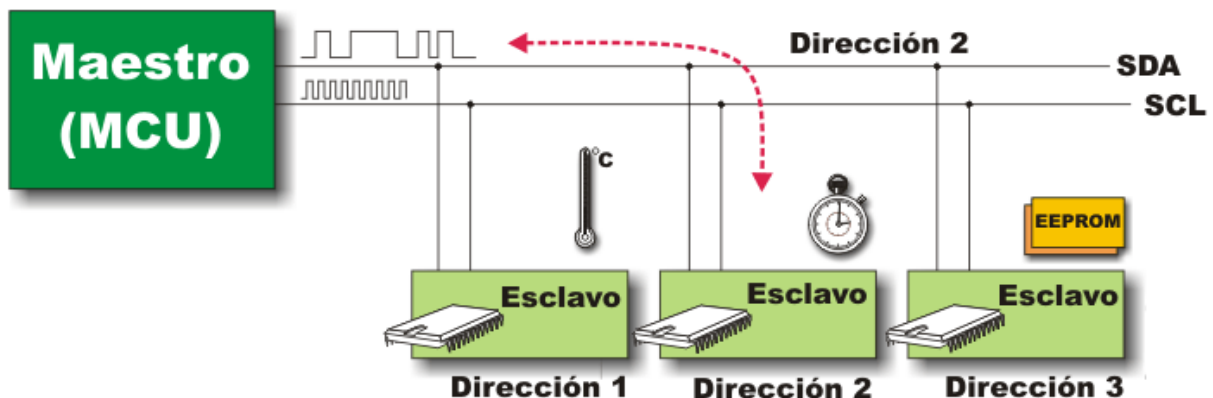 Maestro
(MCU)
Dirección 2
SDA
SCL
°C
EEPROM
Esclavo
Esclavo
Esclavo
Dirección 1
Dirección 2
Dirección 3